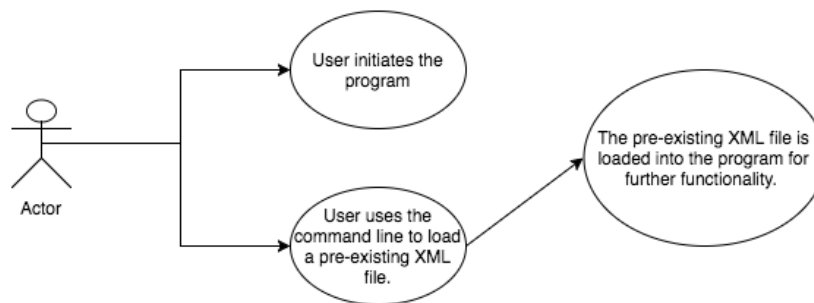 User initiates the
program
The pre-existing XML file is
loaded into the program for
further functionality.
Actor
User uses the
command line to load
a pre-existing XML
file.